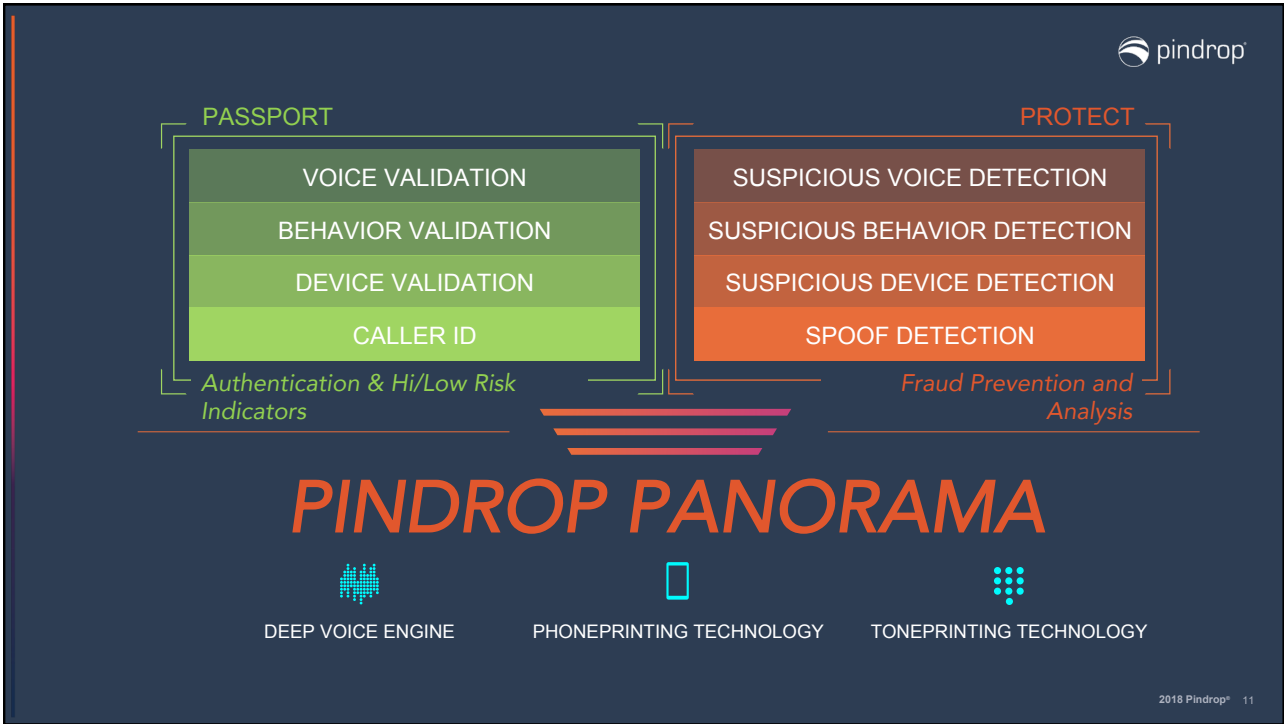 pindrop
PASSPORT
VOICE VALIDATION
BEHAVIOR VALIDATION
DEVICE VALIDATION
CALLER ID
Authentication & Hi/Low Risk
Indicators
PROTECT
SUSPICIOUS VOICE DETECTION
SUSPICIOUS BEHAVIOR DETECTION
SUSPICIOUS DEVICE DETECTION
SPOOF DETECTION
Fraud Prevention and
Analysis
PINDROP PANORAMA
DEEP VOICE ENGINE
PHONEPRINTING TECHNOLOGY
TONEPRINTING TECHNOLOGY
2018 Pindrop® 11